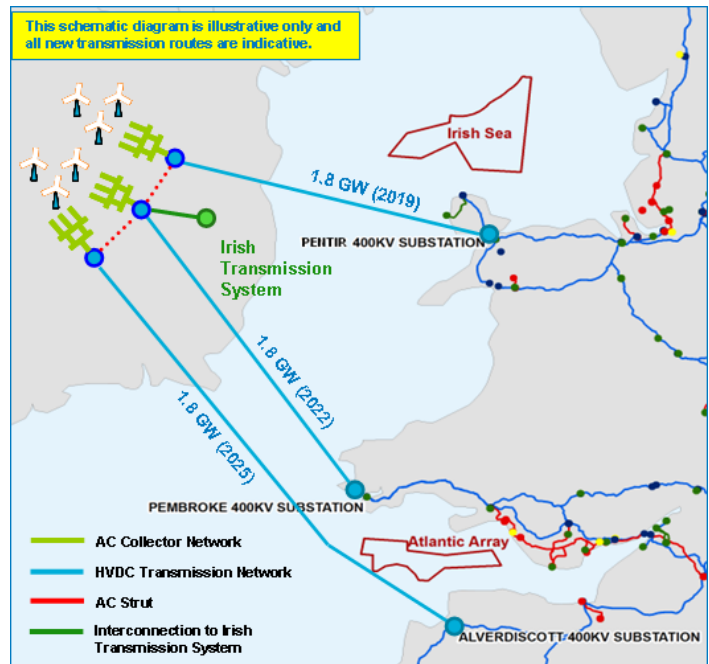 This schematic diagram is illustrative only and
all new transmission routes are indicative.
Irish Sea
1.8 GW (2019)
PENTIR 400KV SUBSTATION
Irish
Transmission
System
1.8 GW (2022)
1.8 GW (2025)
PEMBROKE 400KV SUBSTATION
Atlantic Array
AC Collector Network
HVDC Transmission Network
AC Strut
Interconnection to Irish
Transmission System
ALVERDISCOTT 400KV SUBSTATION